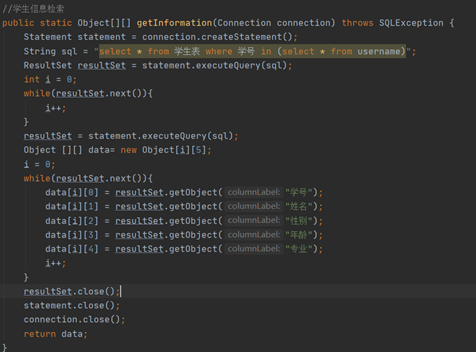 //学生信息检索
public static Object[][] getInformation(Connection connection) throws SQLException {
Statement statement = connection.createStatement();
String sql = "select * from 学生表 where 学号 in (select * from username)";
ResultSet resultSet = statement.executeQuery(sql);
int i = 0;
while(resultSet.next()){
i++;
}
resultSet = statement.executeQuery(sql);
Object [][] data= new Object[i][5];
i = 0;
while(resultSet.next()){
data[i][0] = resultSet.getObject( columnLabel: "学号");
data[i][1] = resultSet.getObject( columnLabel: "姓名");
data[i][2] = resultSet.getObject( columnLabel: "性别");
data[i][3] = resultSet.getObject( columnLabel: "年龄");
data[i][4] = resultSet.getObject( columnLabel: "专业");
i++;
}
resultSet.close();
statement.close();
connection.close();
return data;
}